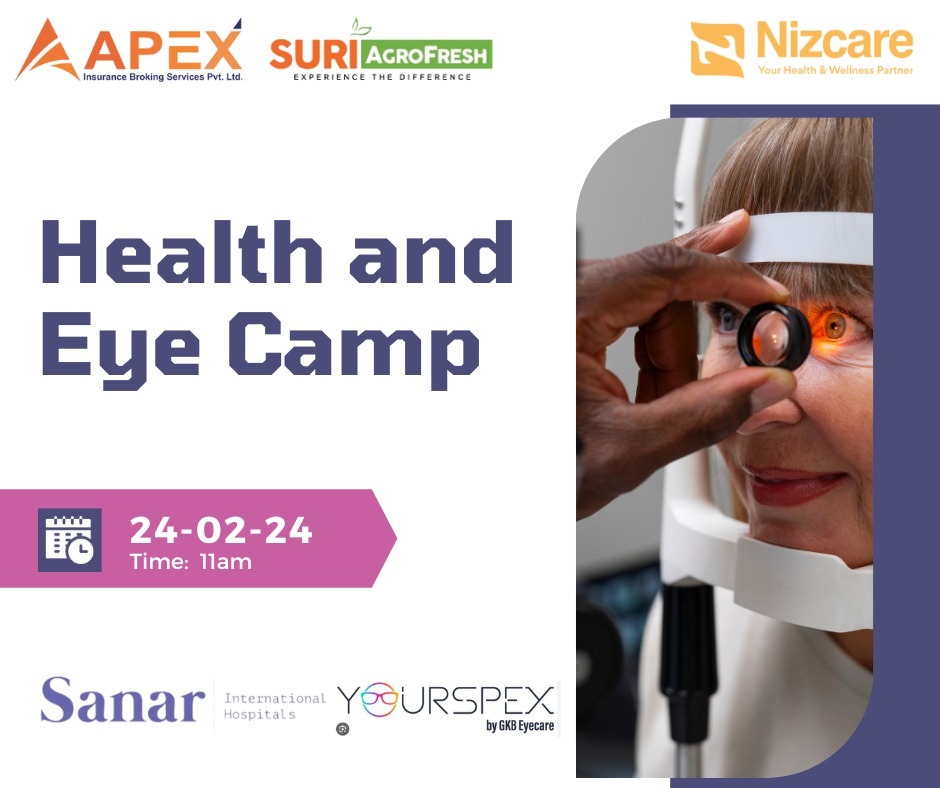 APEX
Insurance Broking Services Pvt. Ltd.
SURI AGROFRESH
EXPERIENCE THE DIFFERENCE
Nizcare
Your Health & Wellness Partner
Health and
Eye Camp
24-02-24
Time: 11am
Sanar
International
Hospitals
YOURSPEX
by GKB Eyecare